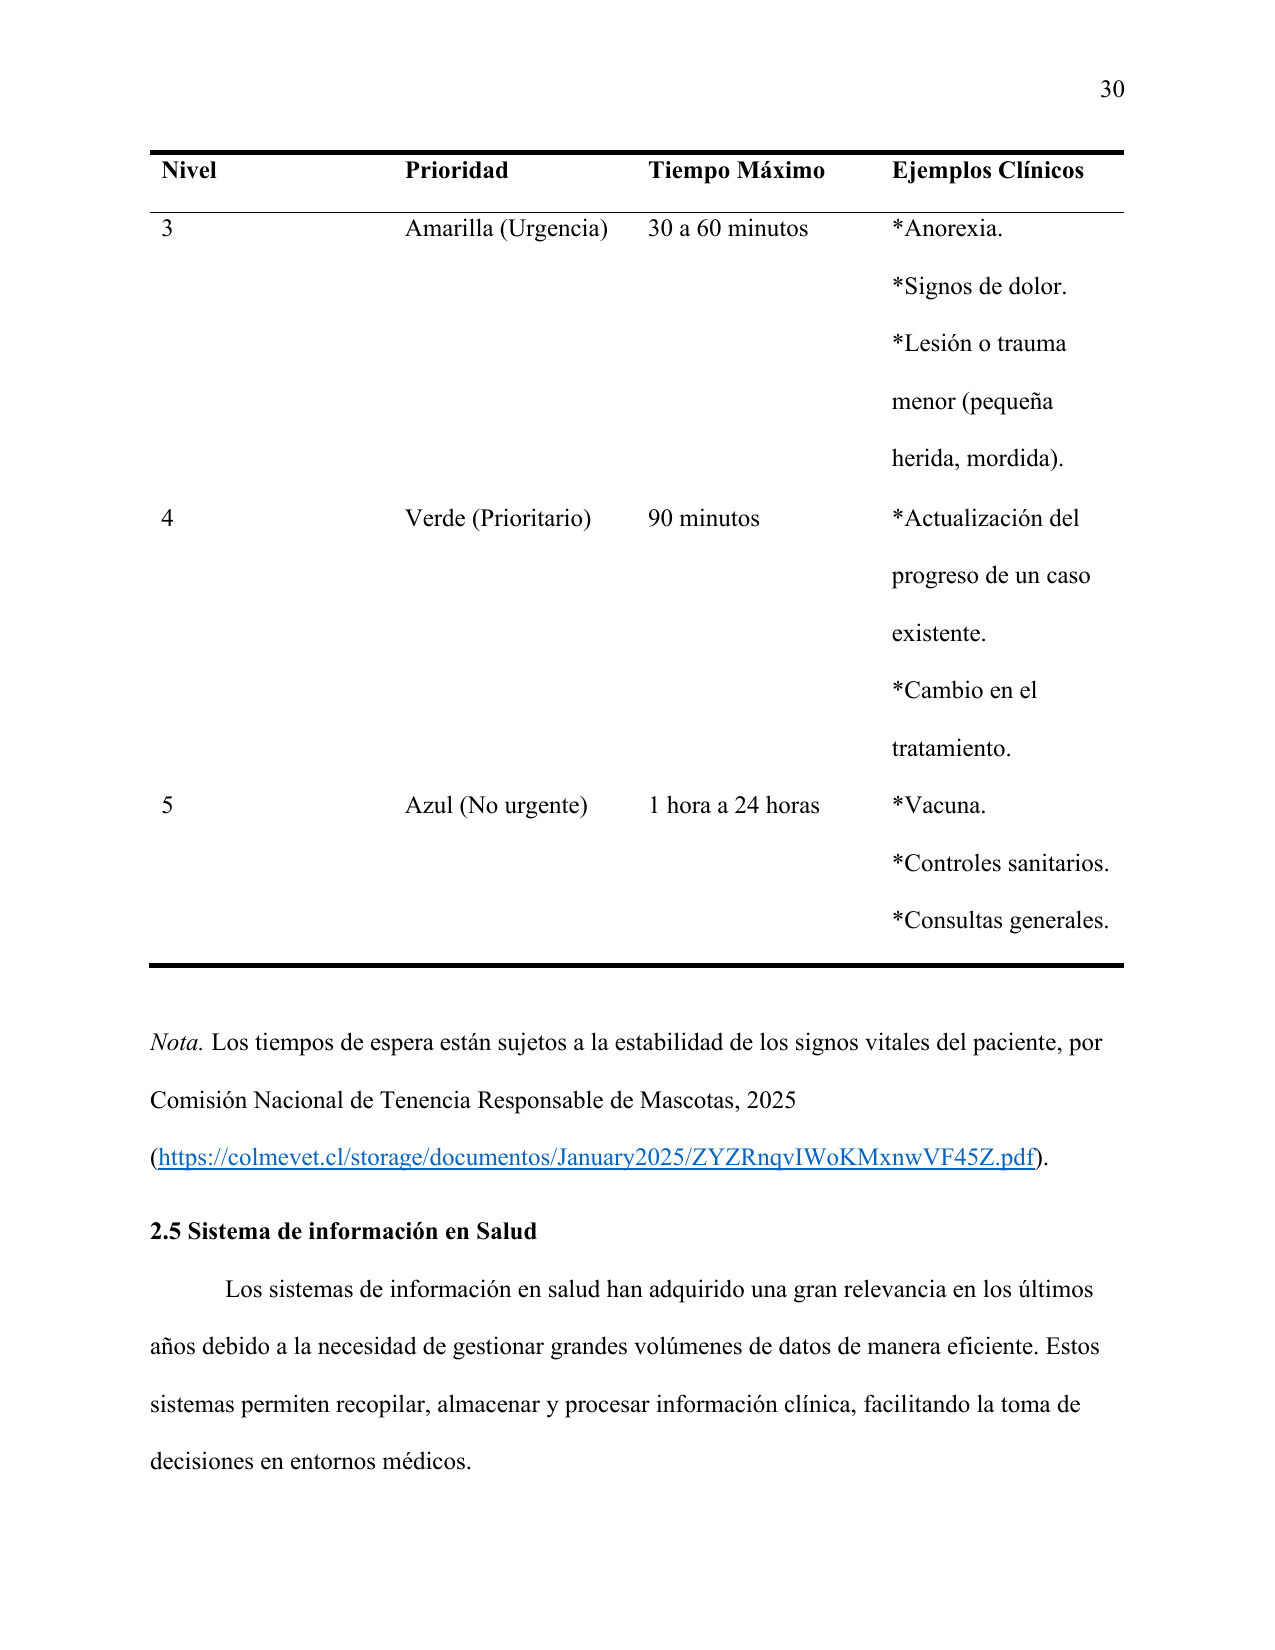 30
Nivel Prioridad Tiempo Máximo Ejemplos Clínicos
3 Amarilla (Urgencia) 30 a 60 minutos *Anorexia.
*Signos de dolor.
*Lesión o trauma
menor (pequeña
herida, mordida).
4 Verde (Prioritario) 90 minutos *Actualización del
progreso de un caso
existente.
*Cambio en el
tratamiento.
5 Azul (No urgente) 1 hora a 24 horas *Vacuna.
*Controles sanitarios.
*Consultas generales.
Nota. Los tiempos de espera están sujetos a la estabilidad de los signos vitales del paciente, por
Comisión Nacional de Tenencia Responsable de Mascotas, 2025
(https://colmevet.cl/storage/documentos/January2025/ZYZRnqvIWoKMxnwVF45Z.pdf).
2.5 Sistema de información en Salud
Los sistemas de información en salud han adquirido una gran relevancia en los últimos
años debido a la necesidad de gestionar grandes volúmenes de datos de manera eficiente. Estos
sistemas permiten recopilar, almacenar y procesar información clínica, facilitando la toma de
decisiones en entornos médicos.